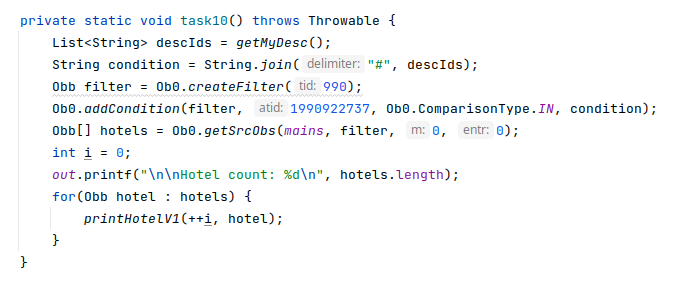 private static void task10() throws Throwable {
    List<String> descIds = getMyDesc();
    String condition = String.join( delimiter: "#", descIds);
    Obb filter = Ob0.createFilter( tid: 990);
    Ob0.addCondition(filter, atid: 1990922737, Ob0.ComparisonType.IN, condition);
    Obb[] hotels = Ob0.getSrcObs(mains, filter, m: 0, entr: 0);
    int i = 0;
    out.printf("\n\nHotel count: %d\n", hotels.length);
    for(Obb hotel : hotels) {
        printHotelV1(++i, hotel);
    }
}